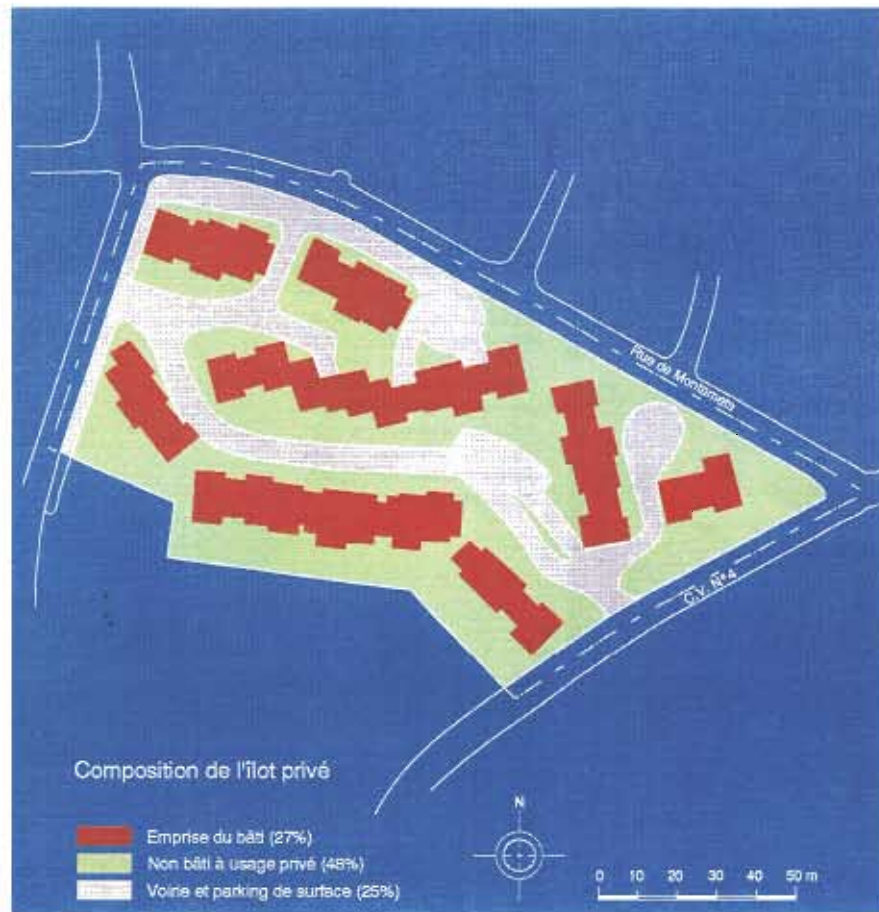 Rue de Montamets
C.V. N°4
Composition de l'îlot privé
Emprise du bâti (27%)
Non bâti à usage privé (48%)
Voirie et parking de surface (25%)
N
0 10 20 30 40 50 m